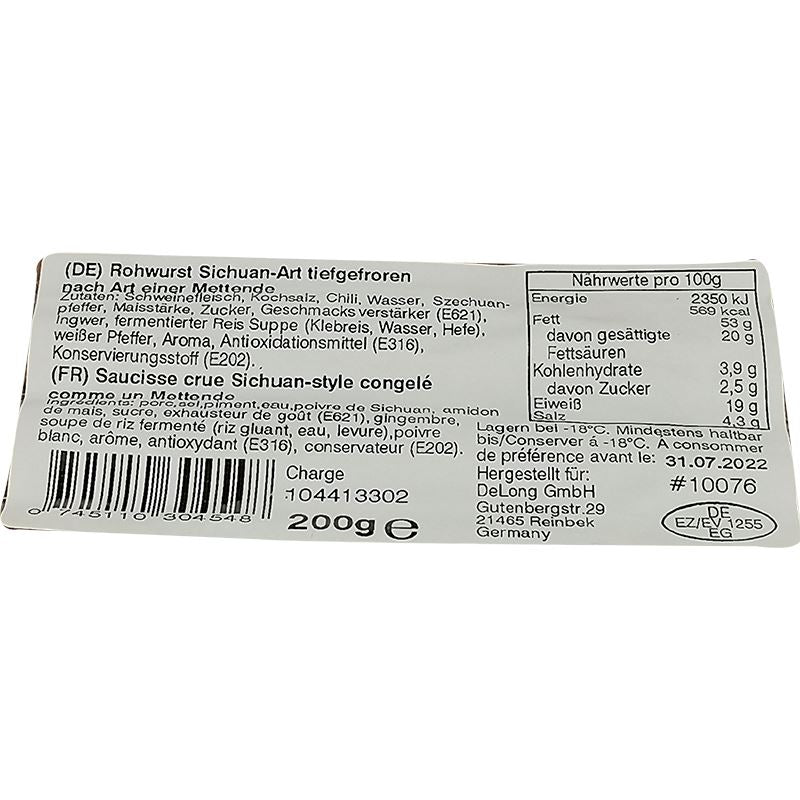 (DE) Rohwurst Sichuan-Art tiefgefroren
nach Art einer Mettende
Zutaten: Schweinefleisch, Kochsalz, Chili, Wasser, Szechuan-
pfeffer, Maisstärke, Zucker, Geschmacksverstärker (E621),
Ingwer, fermentierter Reis Suppe (Klebreis, Wasser, Hefe),
weißer Pfeffer, Aroma, Antioxidationsmittel (E316),
Konservierungsstoff (E202).
(FR) Saucisse crue Sichuan-style congelé
comme un Mettende
Ingrédients: porc,sel,piment,eau,poivre de Sichuan, amidon
de mais, sucre, exhausteur de goût (E621), gingembre,
soupe de riz fermenté (riz gluant, eau, levure),poivre
blanc, arôme, antioxydant (E316), conservateur (E202).
0 745110 304548
Charge
104413302
200g e
Nährwerte pro 100g
Energie 2350 kJ
569 kcal
Fett 53 g
davon gesättigte 20 g
Fettsäuren
Kohlenhydrate 3,9 g
davon Zucker 2,5 g
Eiweiß 19 g
Salz 4,3 g
Lagern bei -18°C. Mindestens haltbar
bis/Conserver á -18°C. A consommer
de préférence avant le: 31.07.2022
Hergestellt für:
DeLong GmbH
Gutenbergstr.29
21465 Reinbek
Germany
#10076
DE
EZ/EV 1255
EG